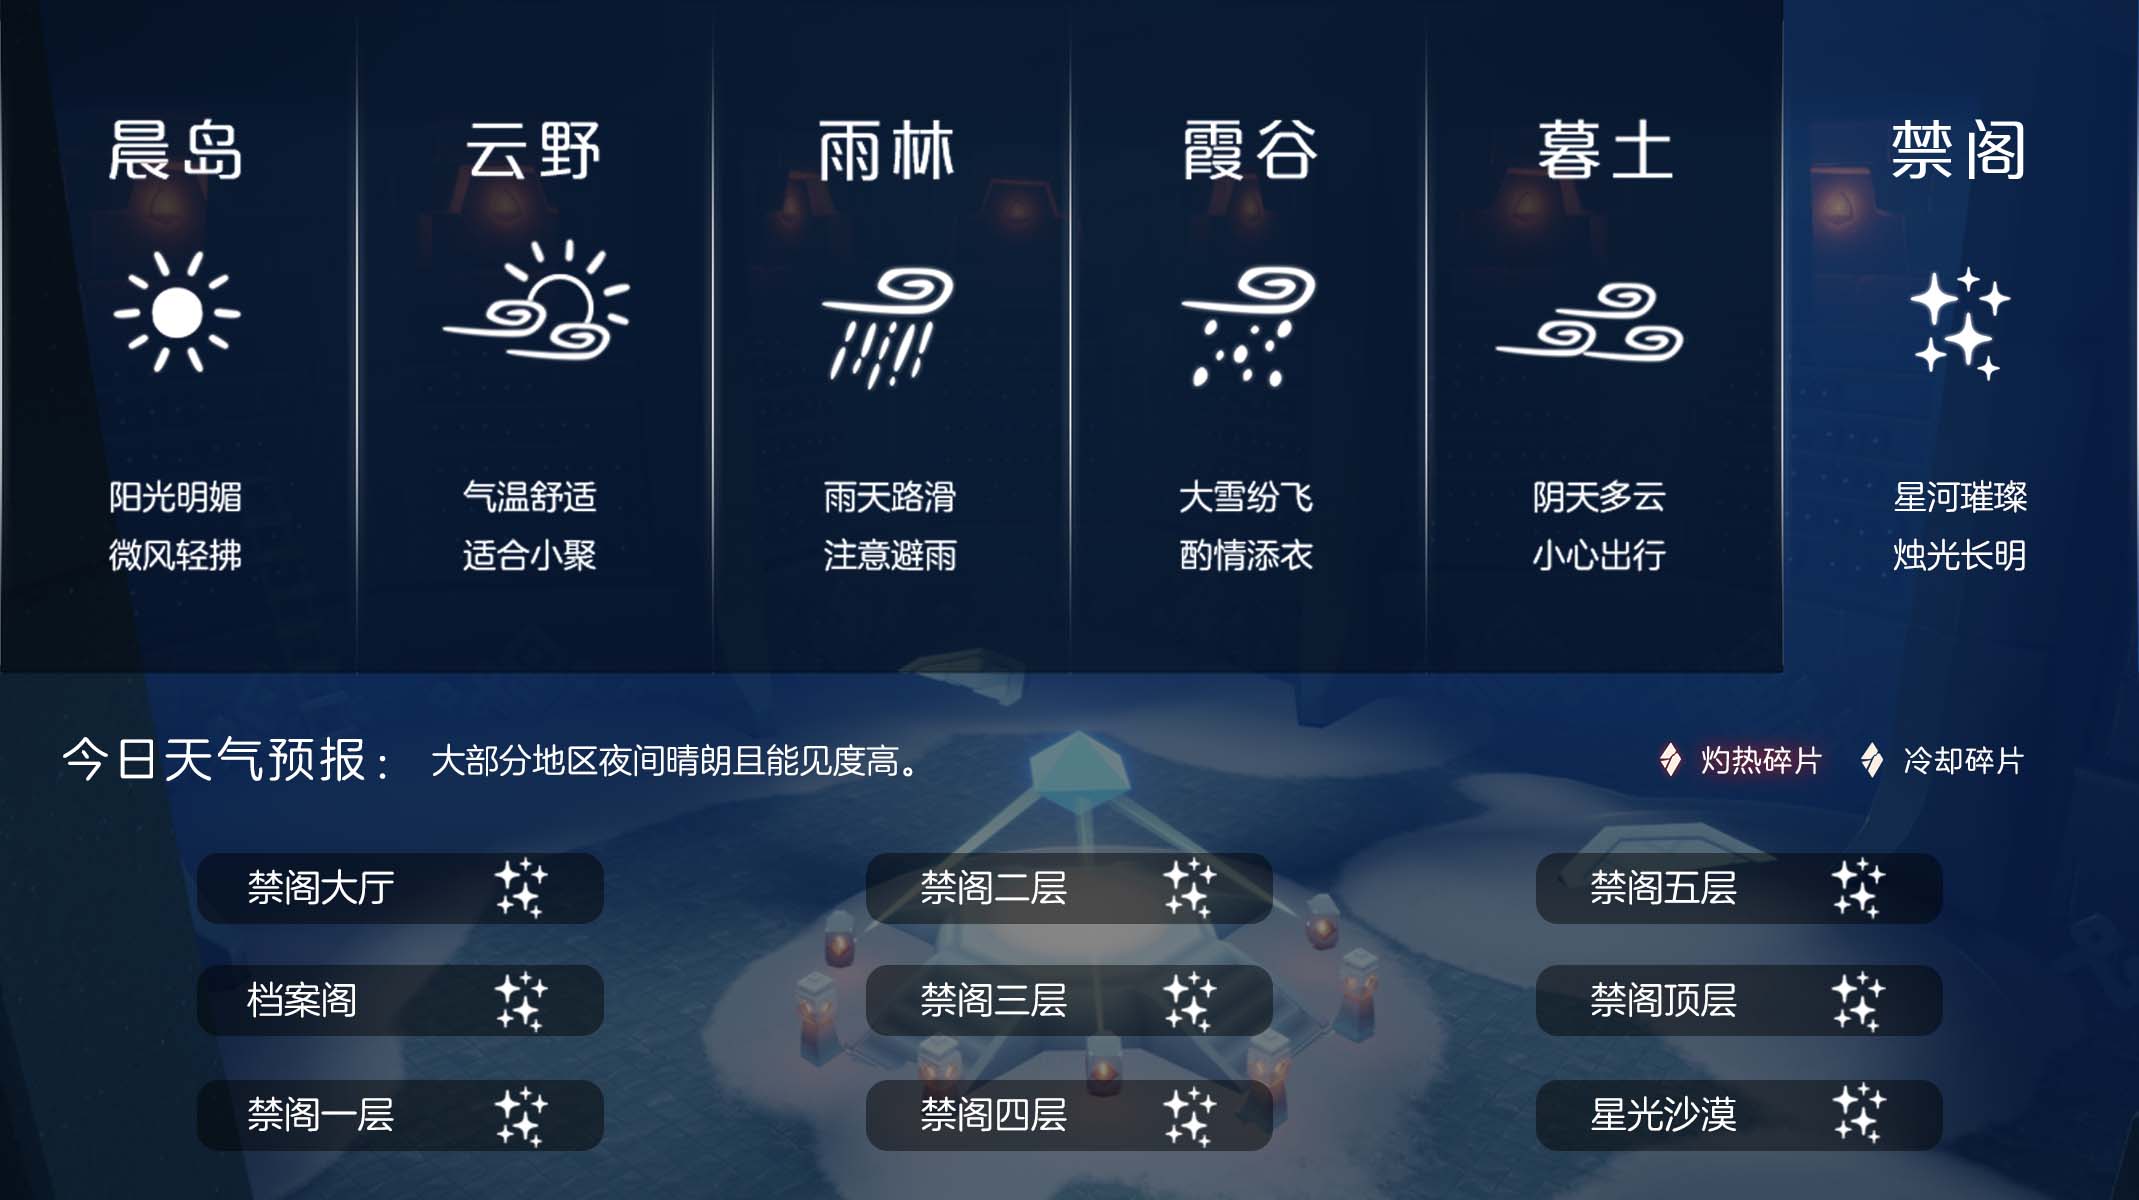 晨岛
云野
雨林
霞谷
暮土
禁阁
阳光明媚
微风轻拂
气温舒适
适合小聚
雨天路滑
注意避雨
大雪纷飞
酌情添衣
阴天多云
小心出行
星河璀璨
烛光长明
今日天气预报：大部分地区夜间晴朗且能见度高。
灼热碎片
冷却碎片
禁阁大厅
禁阁二层
禁阁五层
档案阁
禁阁三层
禁阁顶层
禁阁一层
禁阁四层
星光沙漠